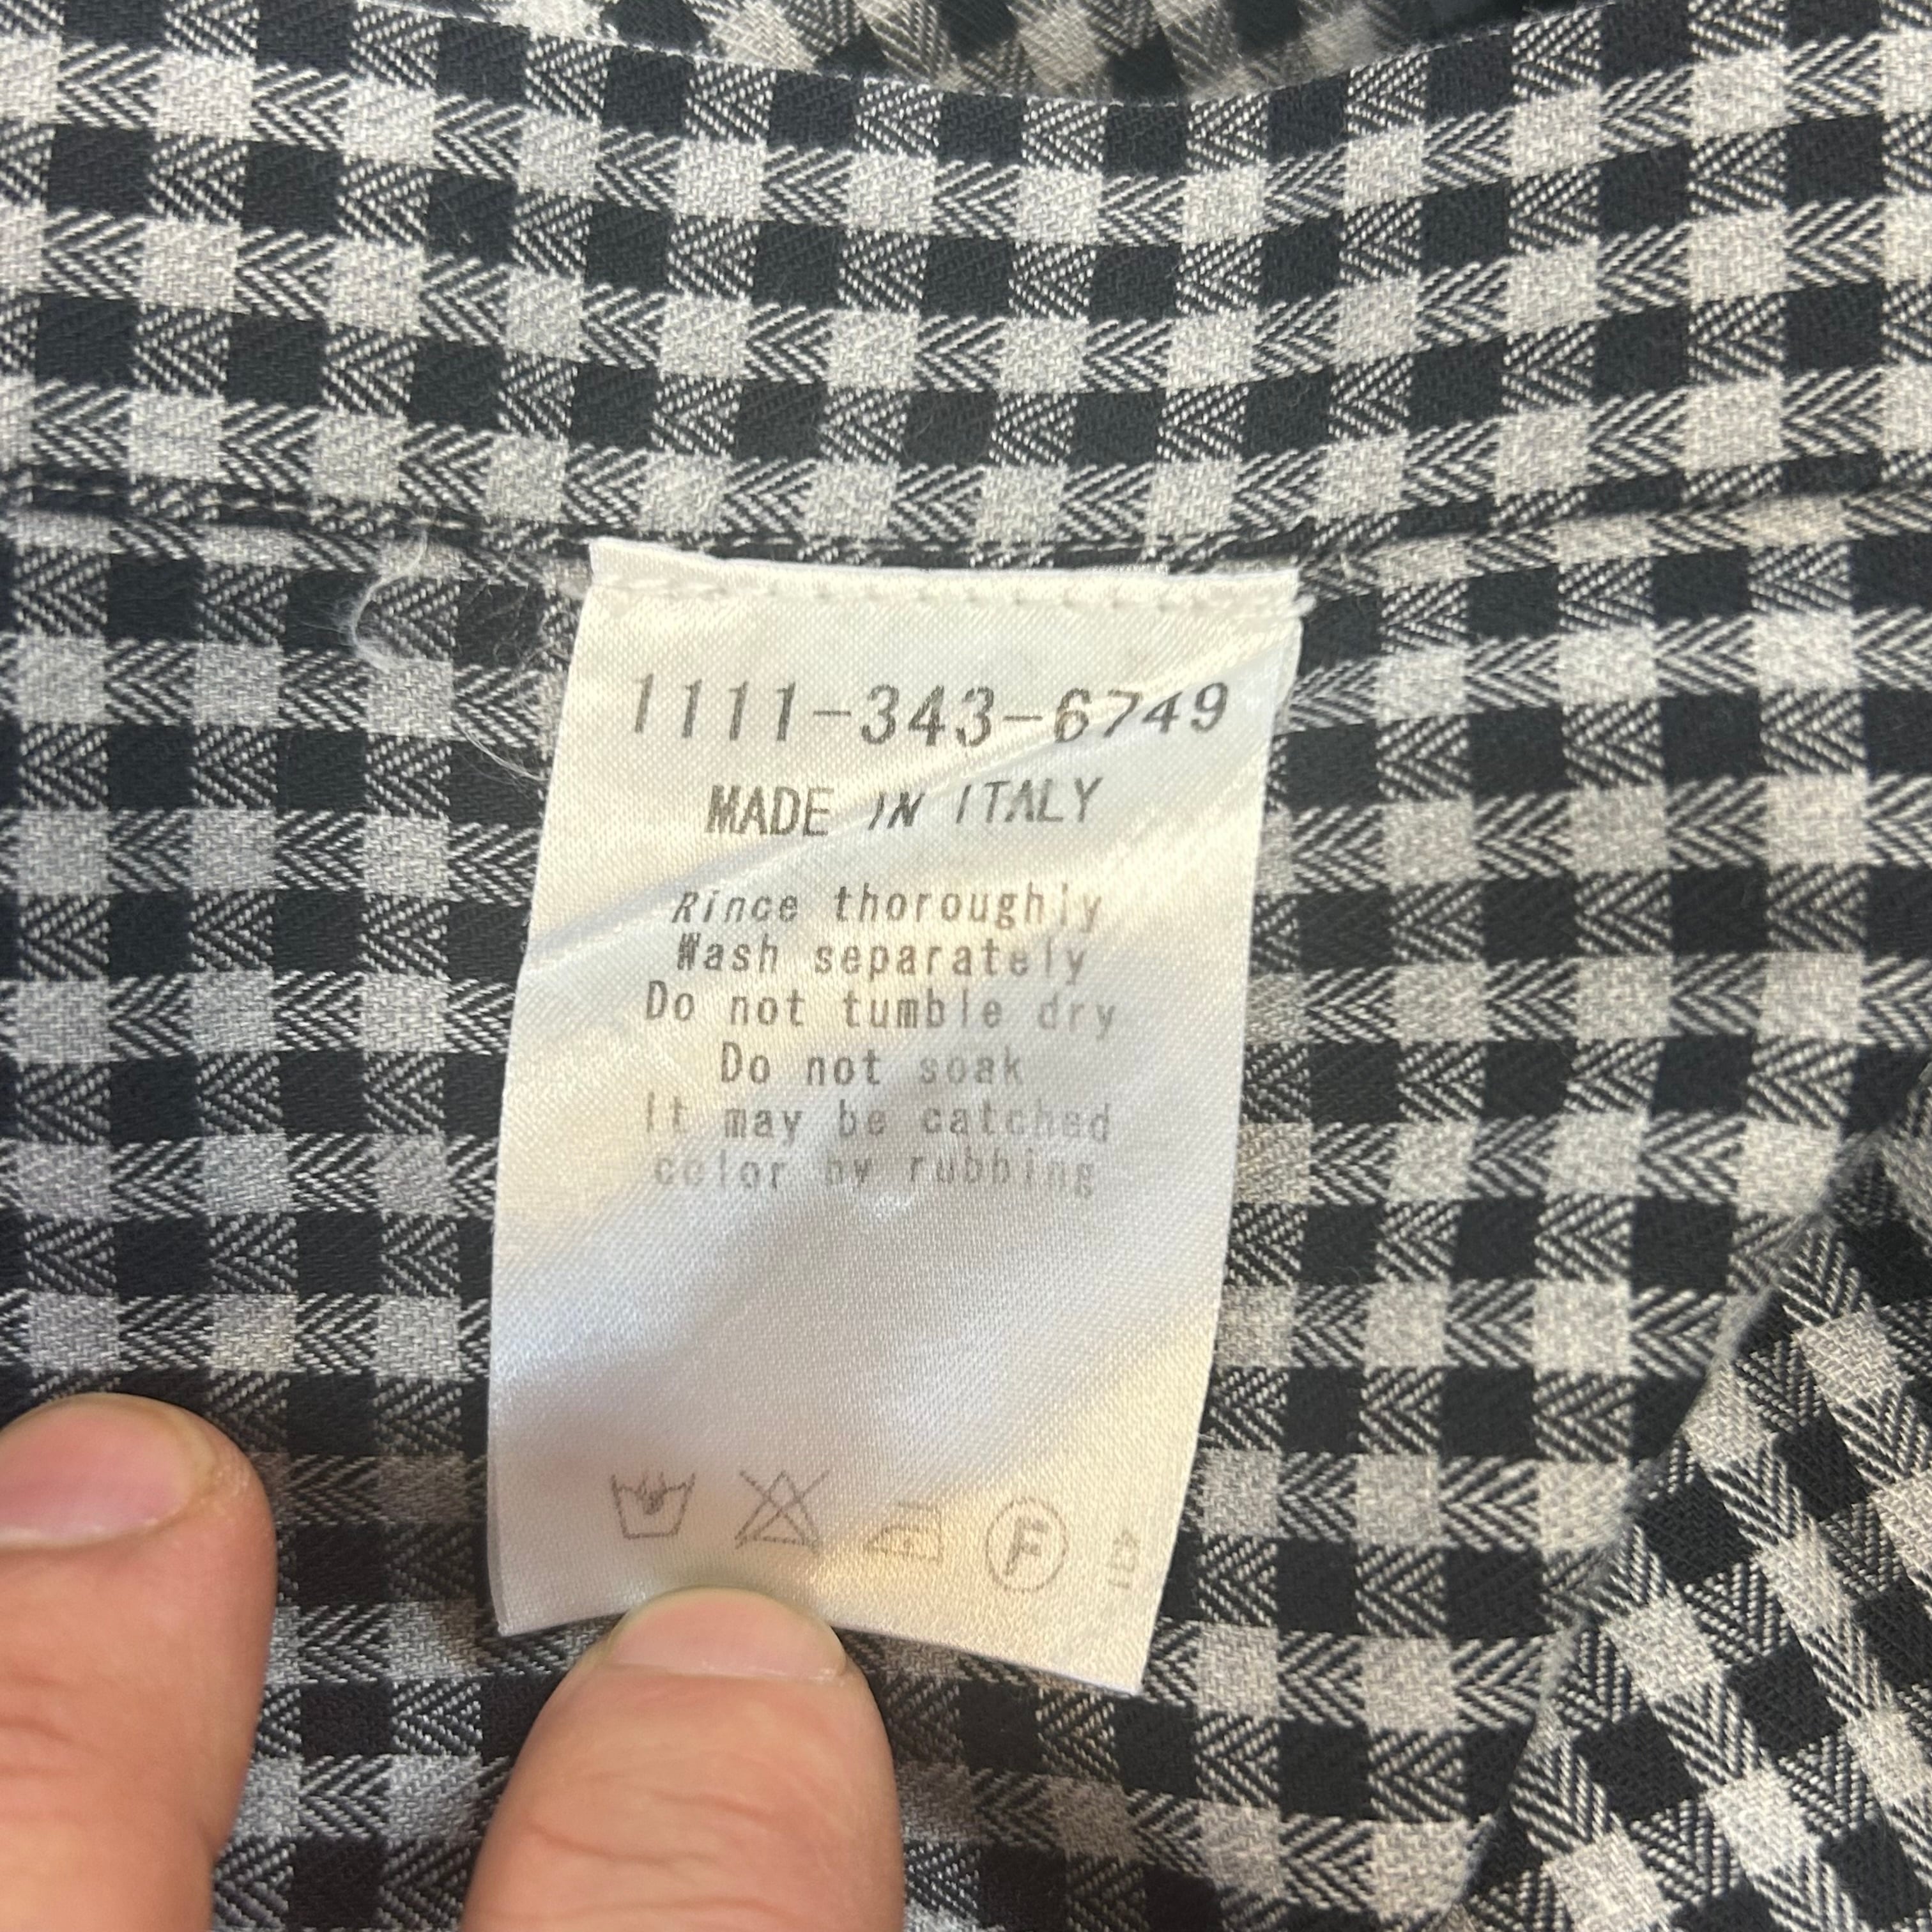 1111-343-6749
MADE IN ITALY
Rince thoroughly
Wash separately
Do not tumble dry
Do not soak
It may be catched
color by rubbing
F